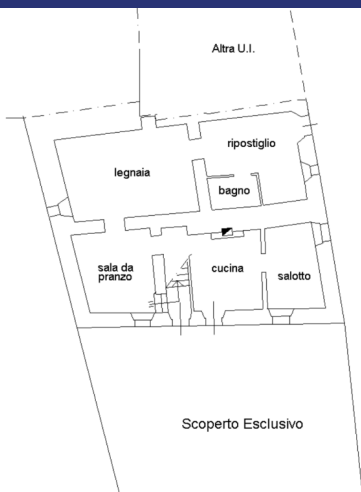 Altra U.I.
ripostiglio
legnaia
bagno
sala da
pranzo
cucina
salotto
Scoperto Esclusivo